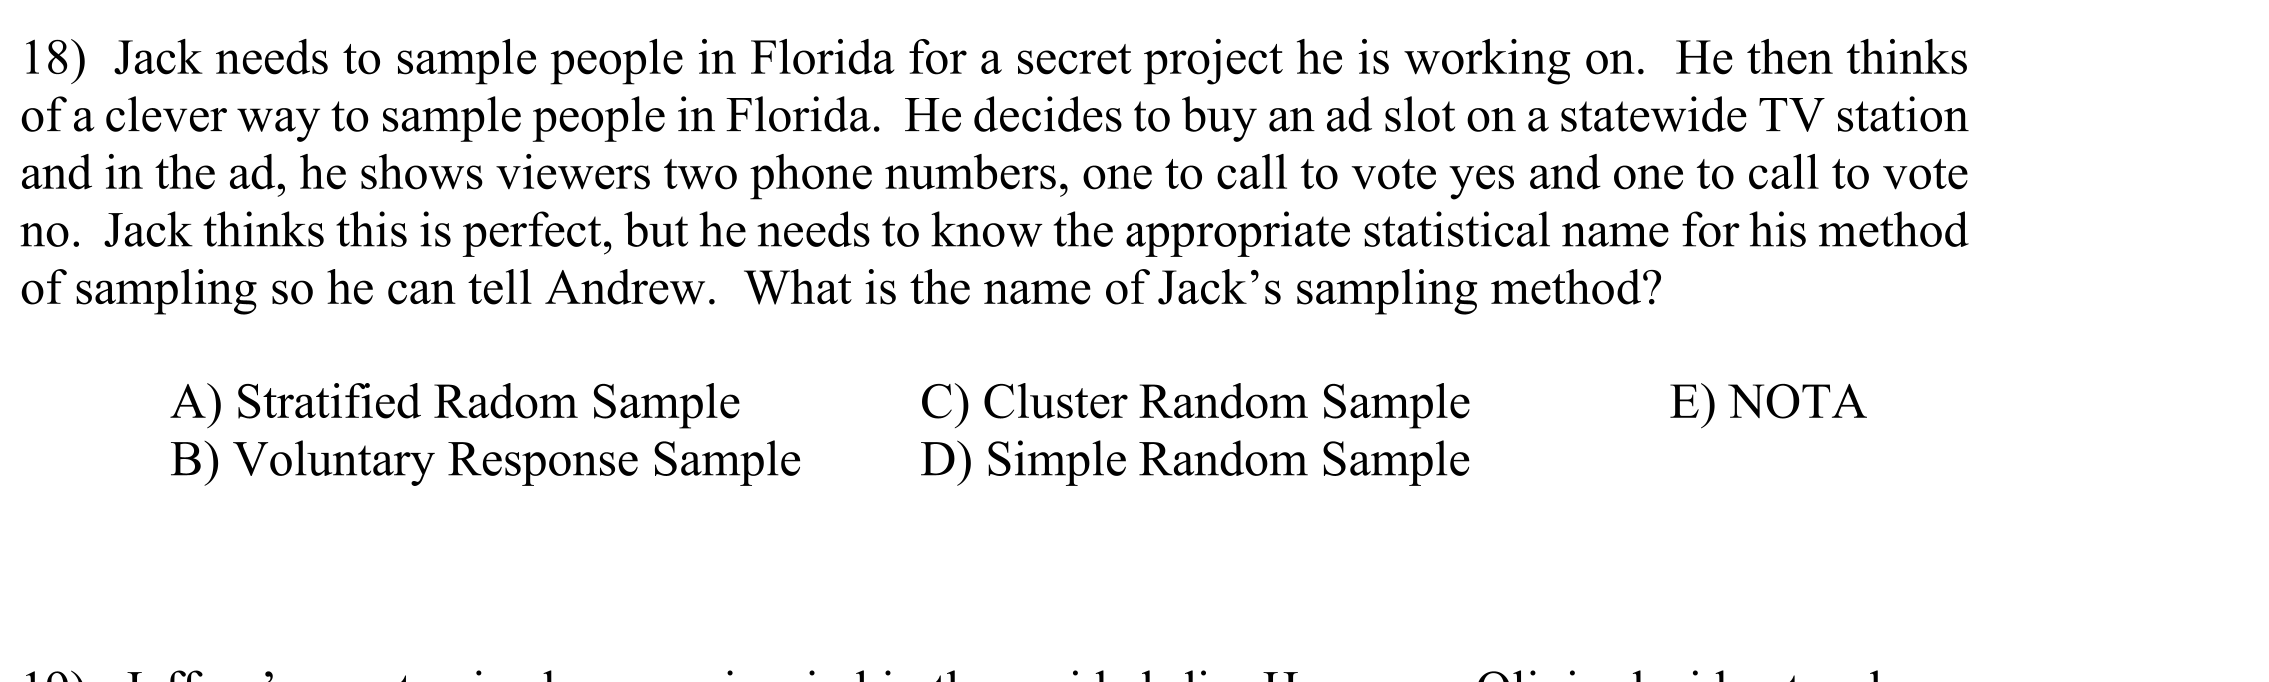 18) Jack needs to sample people in Florida for a secret project he is working on. He then thinks
of a clever way to sample people in Florida. He decides to buy an ad slot on a statewide TV station
and in the ad, he shows viewers two phone numbers, one to call to vote yes and one to call to vote
no. Jack thinks this is perfect, but he needs to know the appropriate statistical name for his method
of sampling so he can tell Andrew. What is the name of Jack’s sampling method?
A) Stratified Radom Sample C) Cluster Random Sample E) NOTA
B) Voluntary Response Sample D) Simple Random Sample